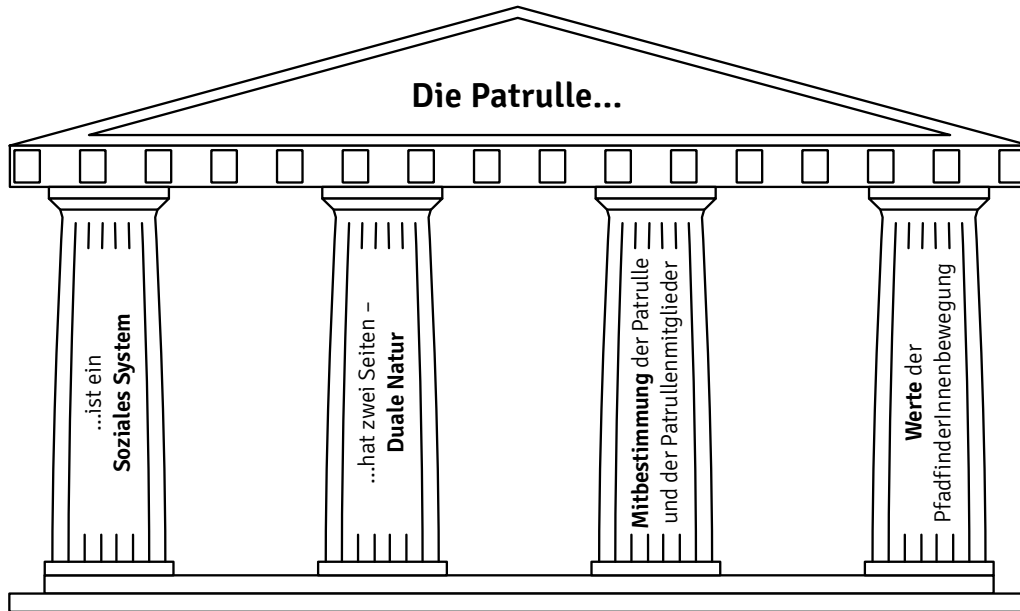 Die Patrulle...
...ist ein
Soziales System
...hat zwei Seiten –
Duale Natur
Mitbestimmung der Patrulle
und der Patrullenmitglieder
Werte der
PfadfinderInnenbewegung